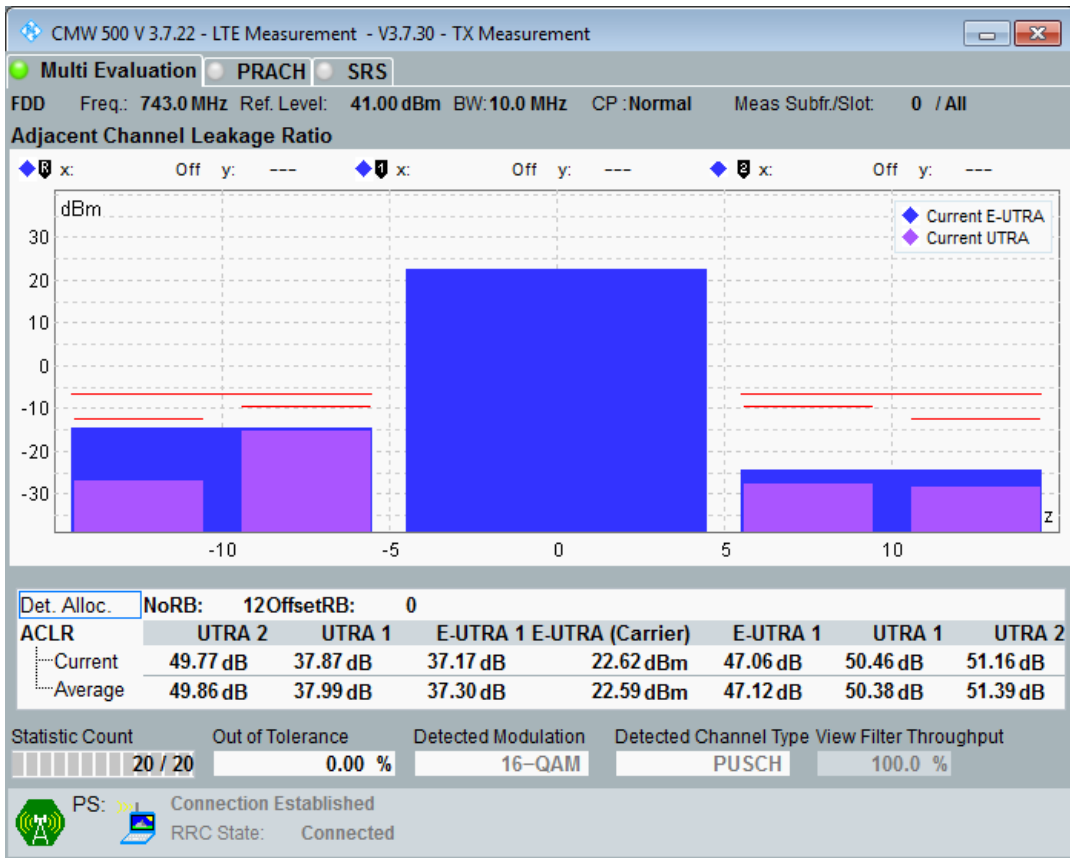 CMW 500 V 3.7.22 - LTE Measurement - V3.7.30 - TX Measurement
Multi Evaluation PRACH SRS
FDD Freq.: 743.0 MHz Ref. Level: 41.00 dBm BW: 10.0 MHz CP : Normal Meas Subfr./Slot: 0 / All
Adjacent Channel Leakage Ratio
R x: Off y: --- 1 x: Off y: --- 2 x: Off y: ---
dBm
Current E-UTRA
Current UTRA
30
20
10
0
-10
-20
-30
z
-10 -5 0 5 10
Det. Alloc. NoRB: 12 OffsetRB: 0
ACLR UTRA 2 UTRA 1 E-UTRA 1 E-UTRA (Carrier) E-UTRA 1 UTRA 1 UTRA 2
Current 49.77 dB 37.87 dB 37.17 dB 22.62 dBm 47.06 dB 50.46 dB 51.16 dB
Average 49.86 dB 37.99 dB 37.30 dB 22.59 dBm 47.12 dB 50.38 dB 51.39 dB
Statistic Count Out of Tolerance Detected Modulation Detected Channel Type View Filter Throughput
20 / 20 0.00 % 16-QAM PUSCH 100.0 %
PS: Connection Established
RRC State: Connected